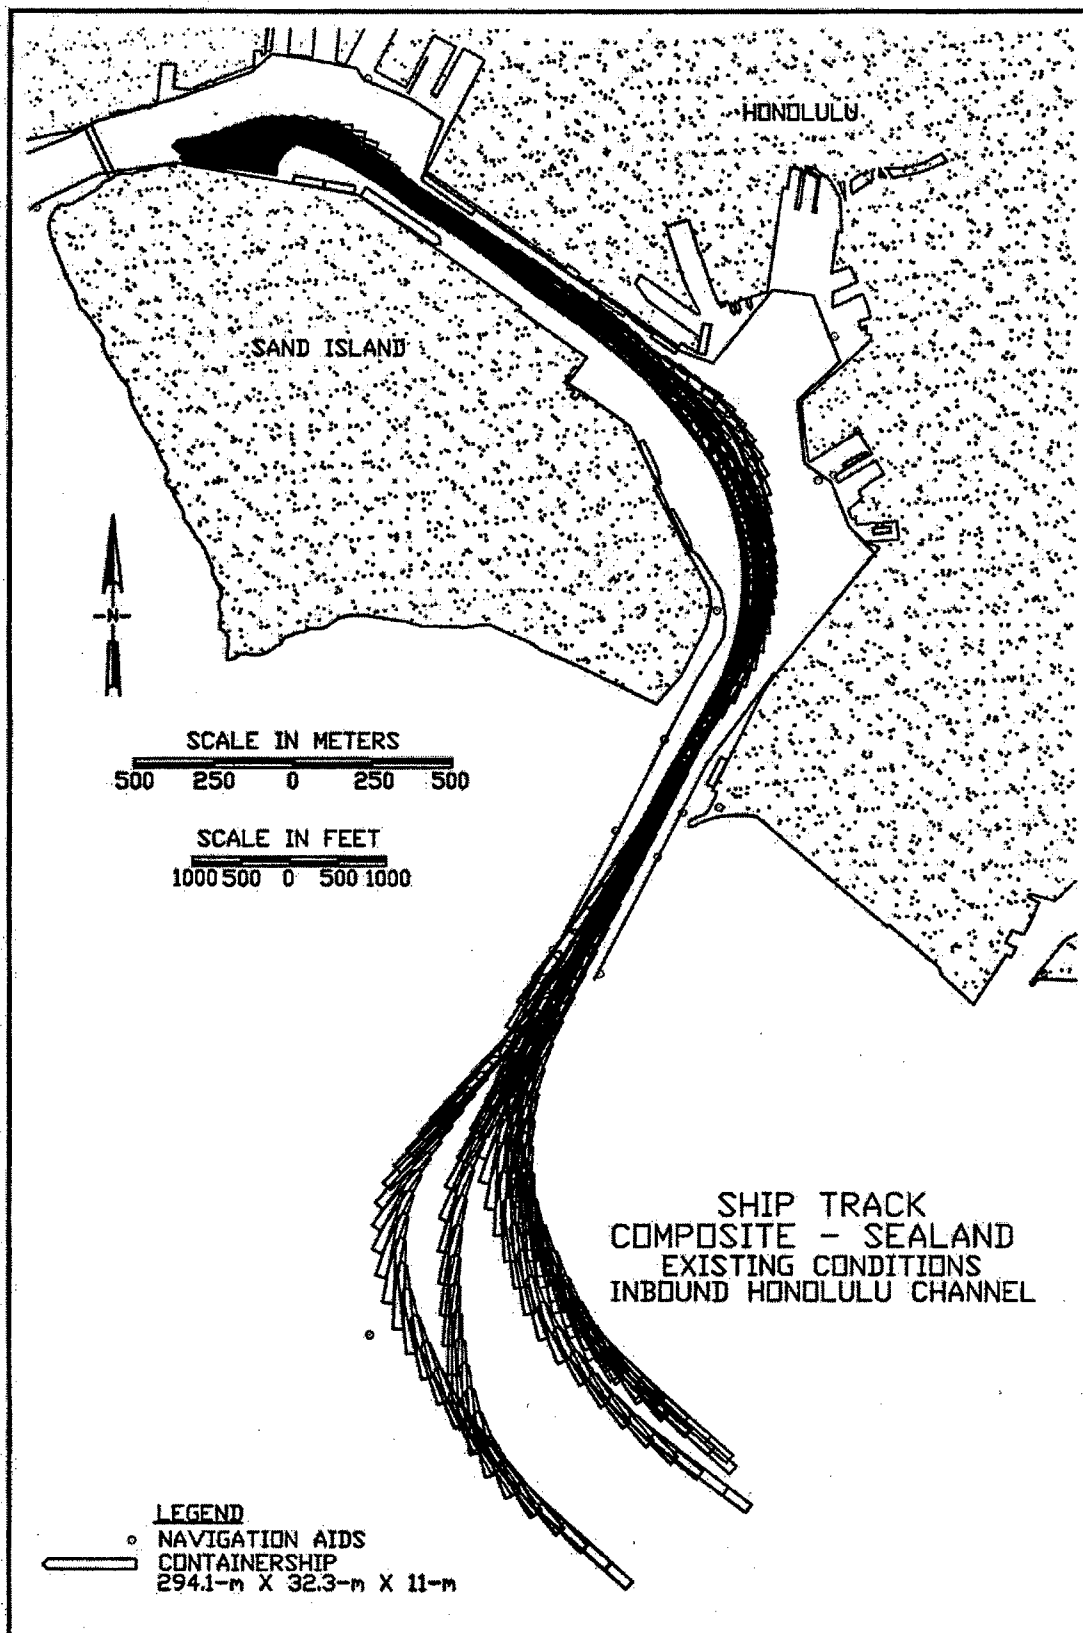 HONOLULU
SAND ISLAND
N
SCALE IN METERS
500 250 0 250 500
SCALE IN FEET
1000 500 0 500 1000
SHIP TRACK
COMPOSITE - SEALAND
EXISTING CONDITIONS
INBOUND HONOLULU CHANNEL
LEGEND
NAVIGATION AIDS
CONTAINERSHIP
294.1-m X 32.3-m X 11-m